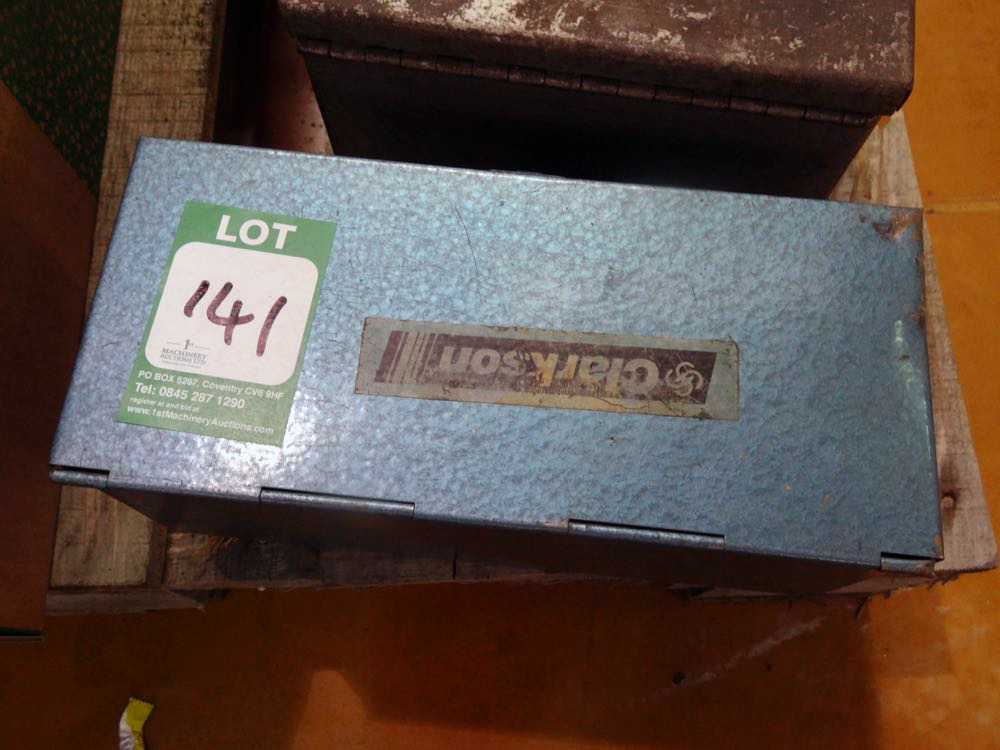 LOT
141
1ST
MACHINERY
AUCTIONS LTD
PO BOX 5297, Coventry CV6 9HF
Tel: 0845 287 1290
register at and bid at
www.1stMachineryAuctions.com
Clarkson